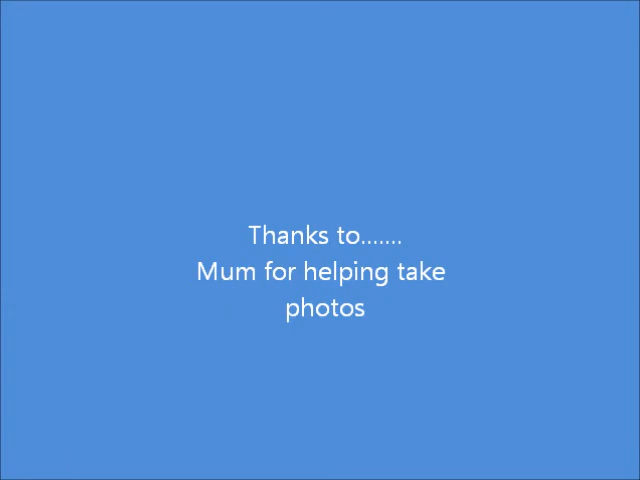 Thanks to.......
Mum for helping take
photos